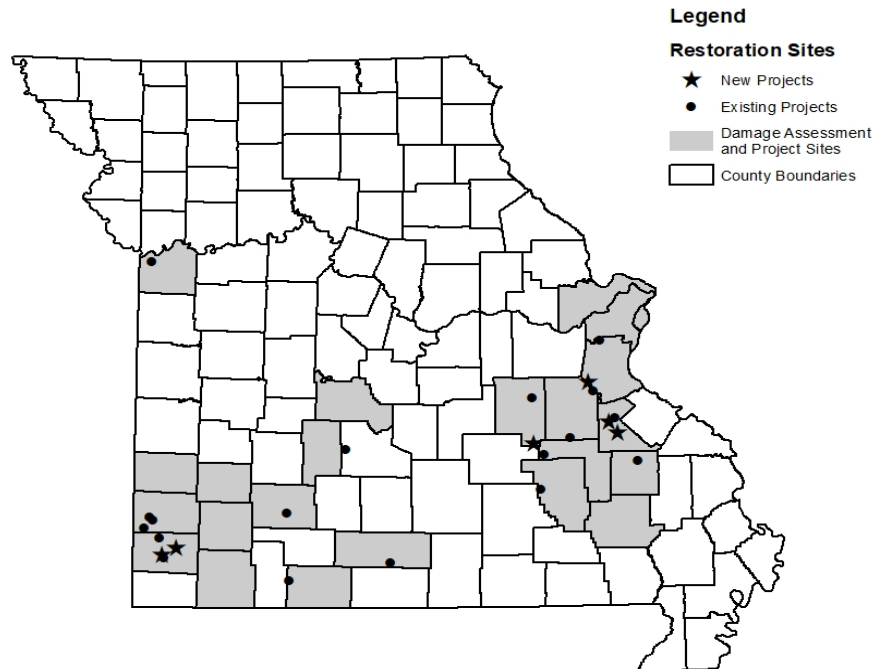 Legend
Restoration Sites
New Projects
Existing Projects
Damage Assessment
and Project Sites
County Boundaries